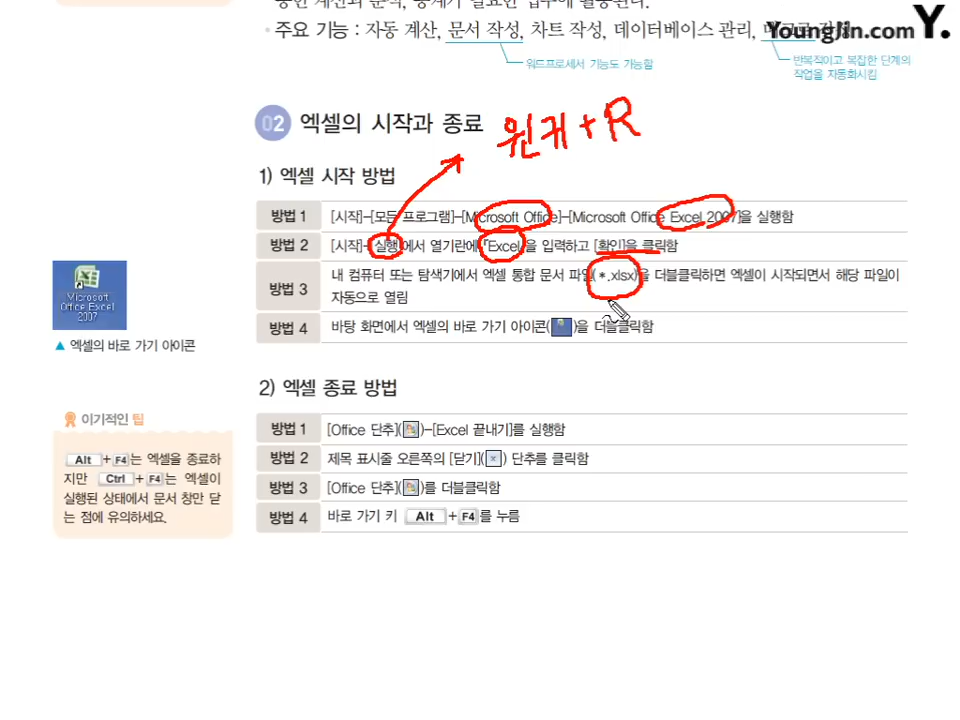 • 주요 기능 : 자동 계산, 문서 작성, 차트 작성, 데이터베이스 관리,
YoungJin.com Y.
워드프로세서 기능도 가능함
반복적이고 복잡한 단계의
작업을 자동화시킴
02 엑셀의 시작과 종료
윈키+R
1) 엑셀 시작 방법
방법 1 [시작]-[모든 프로그램]-[Microsoft Office]-[Microsoft Office Excel 2007]을 실행함
방법 2 [시작]-[실행]에서 열기란에 『Excel』을 입력하고 [확인]을 클릭함
방법 3 내 컴퓨터 또는 탐색기에서 엑셀 통합 문서 파일(*.xlsx)을 더블클릭하면 엑셀이 시작되면서 해당 파일이
자동으로 열림
방법 4 바탕 화면에서 엑셀의 바로 가기 아이콘()을 더블클릭함
Microsoft
Office Excel
2007
▲ 엑셀의 바로 가기 아이콘
2) 엑셀 종료 방법
방법 1 [Office 단추]()-[Excel 끝내기]를 실행함
방법 2 제목 표시줄 오른쪽의 [닫기](×) 단추를 클릭함
방법 3 [Office 단추]()를 더블클릭함
방법 4 바로 가기 키 Alt + F4를 누름
이기적인 팁
Alt + F4는 엑셀을 종료하
지만 Ctrl + F4는 엑셀이
실행된 상태에서 문서 창만 닫
는 점에 유의하세요.